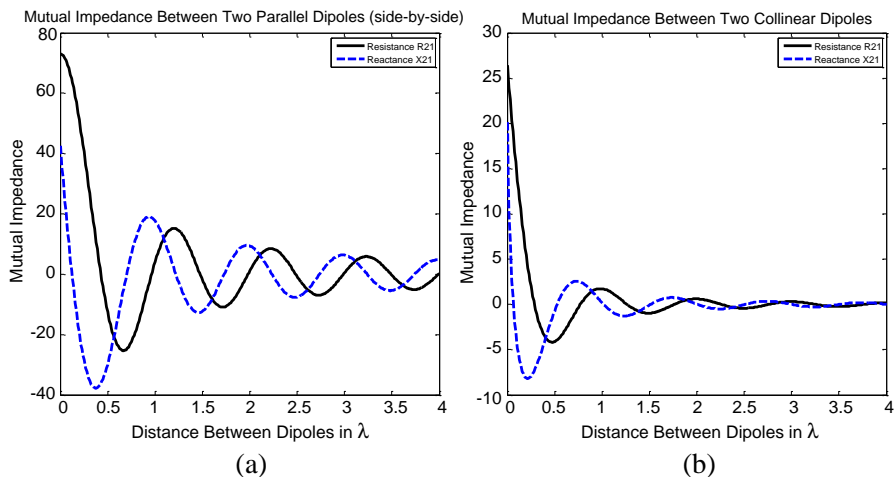 Mutual Impedance Between Two Parallel Dipoles (side-by-side)
80
60
40
20
0
-20
-40
Mutual Impedance
Resistance R21
Reactance X21
0 0.5 1 1.5 2 2.5 3 3.5 4
Distance Between Dipoles in λ
(a)
Mutual Impedance Between Two Collinear Dipoles
30
25
20
15
10
5
0
-5
-10
Mutual Impedance
Resistance R21
Reactance X21
0 0.5 1 1.5 2 2.5 3 3.5 4
Distance Between Dipoles in λ
(b)